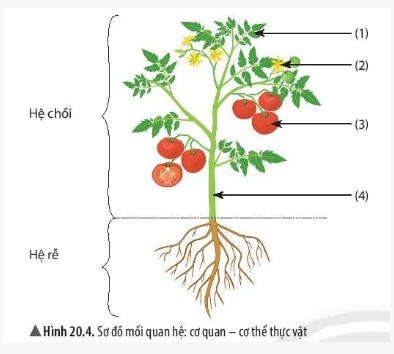 (1)
(2)
Hệ chồi
(3)
(4)
Hệ rễ
▲Hình 20.4. Sơ đồ mối quan hệ: cơ quan – cơ thể thực vật